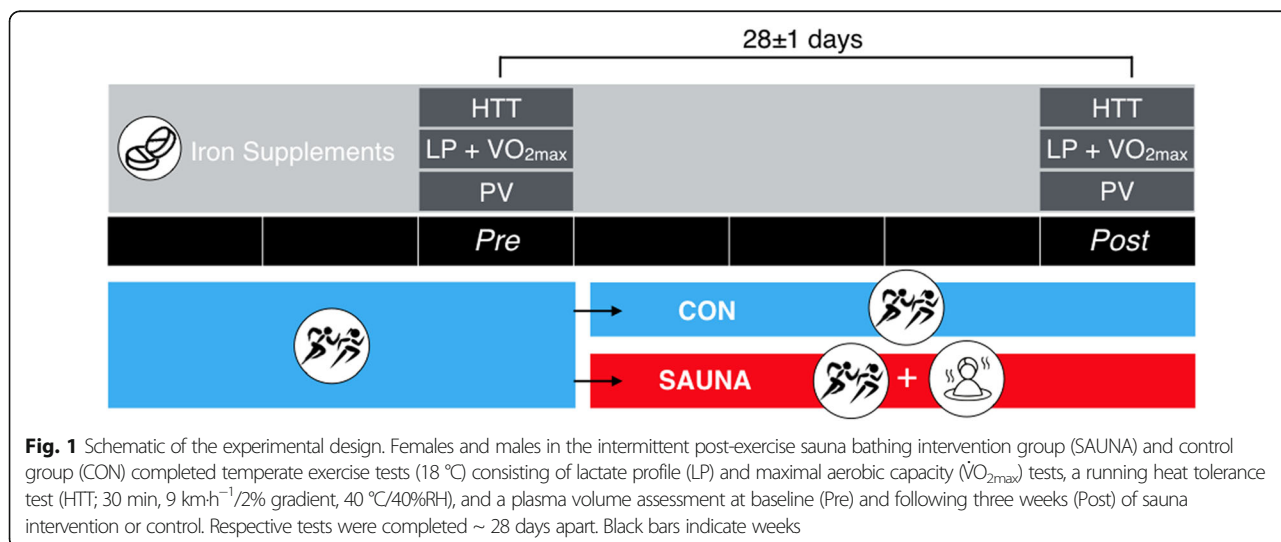 28±1 days
HTT
HTT
Iron Supplements
LP + VO₂max
LP + VO₂max
PV
PV
Pre
Post
CON
SAUNA
+
Fig. 1 Schematic of the experimental design. Females and males in the intermittent post-exercise sauna bathing intervention group (SAUNA) and control
group (CON) completed temperate exercise tests (18 °C) consisting of lactate profile (LP) and maximal aerobic capacity (V̇O₂max) tests, a running heat tolerance
test (HTT; 30 min, 9 km·h⁻¹/2% gradient, 40 °C/40%RH), and a plasma volume assessment at baseline (Pre) and following three weeks (Post) of sauna
intervention or control. Respective tests were completed ~ 28 days apart. Black bars indicate weeks